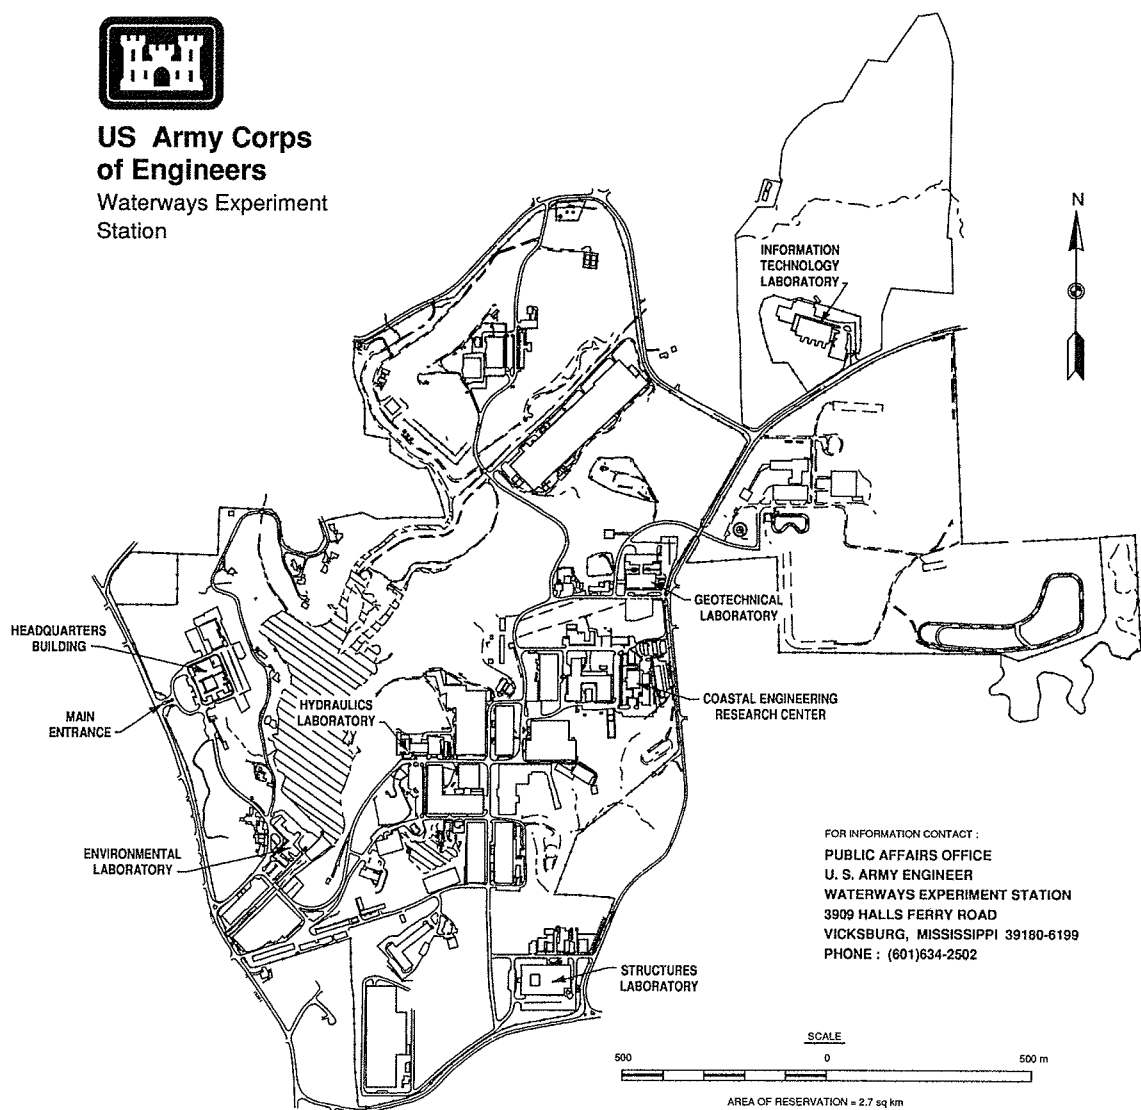 US Army Corps
of Engineers
Waterways Experiment
Station
N
INFORMATION
TECHNOLOGY
LABORATORY
GEOTECHNICAL
LABORATORY
HEADQUARTERS
BUILDING
MAIN
ENTRANCE
HYDRAULICS
LABORATORY
COASTAL ENGINEERING
RESEARCH CENTER
ENVIRONMENTAL
LABORATORY
STRUCTURES
LABORATORY
FOR INFORMATION CONTACT :
PUBLIC AFFAIRS OFFICE
U. S. ARMY ENGINEER
WATERWAYS EXPERIMENT STATION
3909 HALLS FERRY ROAD
VICKSBURG, MISSISSIPPI 39180-6199
PHONE : (601)634-2502
SCALE
500 0 500 m
AREA OF RESERVATION = 2.7 sq km